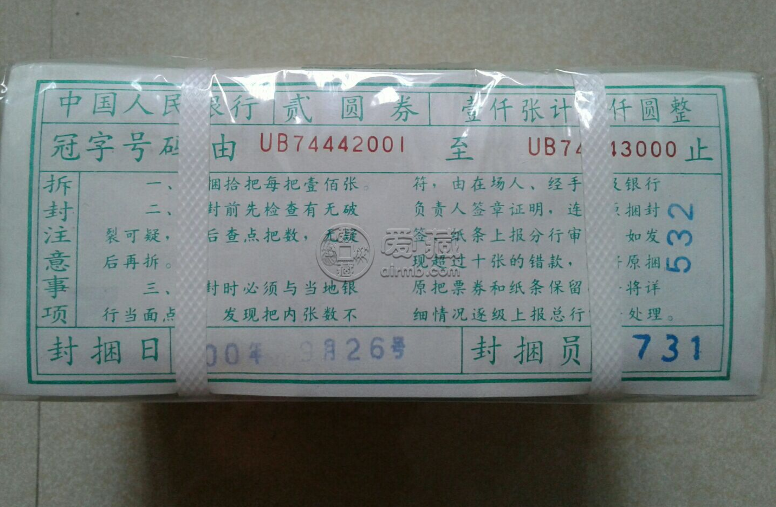 中国人民 银行 贰圆券 壹仟张计 仟圆整
冠字号码 由 UB74442001 至 UB74 43000 止
拆封注意事项
一、 捆拾把每把壹佰张。
二、 封前先检查有无破
裂可疑, 后查点把数,无疑
后再拆。
三、 封时必须与当地银
行当面点 发现把内张数不
符,由在场人、经手 及银行
负责人签章证明,连 原捆封
签 纸条上报分行审 如发
现超过十张的错款, 将原捆
原把票券和纸条保留 将详
细情况逐级上报总行 处理。
532
封捆日 00年 9月26号 封捆员 731
爱藏
airmb.com